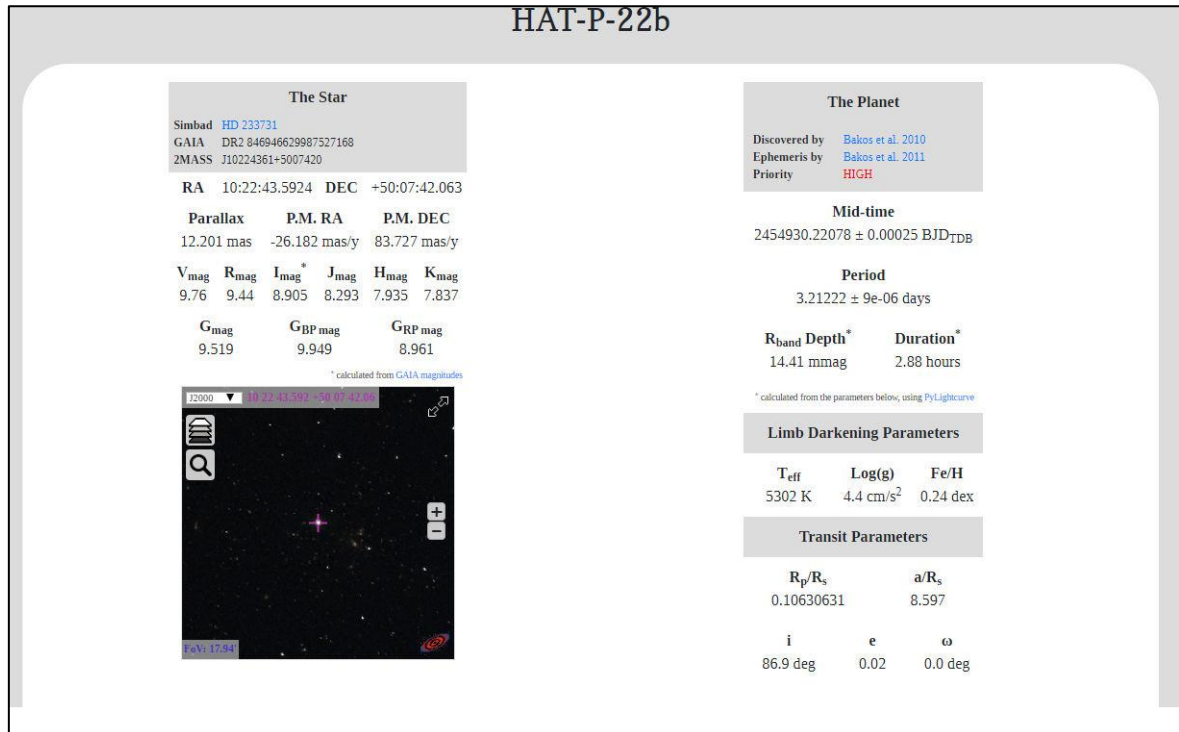 HAT-P-22b
The Star
Simbad HD 233731
GAIA DR2 846946629987527168
2MASS J10224361+5007420
RA 10:22:43.5924 DEC +50:07:42.063
Parallax P.M. RA P.M. DEC
12.201 mas -26.182 mas/y 83.727 mas/y
Vmag Rmag Imag* Jmag Hmag Kmag
9.76 9.44 8.905 8.293 7.935 7.837
Gmag GBP mag GRP mag
9.519 9.949 8.961
* calculated from GAIA magnitudes
J2000 10 22 43.592 +50 07 42.06
FoV: 17.94'
The Planet
Discovered by Bakos et al. 2010
Ephemeris by Bakos et al. 2011
Priority HIGH
Mid-time
2454930.22078 ± 0.00025 BJDTDB
Period
3.21222 ± 9e-06 days
Rband Depth* Duration*
14.41 mmag 2.88 hours
* calculated from the parameters below, using PyLightcurve
Limb Darkening Parameters
Teff Log(g) Fe/H
5302 K 4.4 cm/s² 0.24 dex
Transit Parameters
Rp/Rs a/Rs
0.10630631 8.597
i e ω
86.9 deg 0.02 0.0 deg